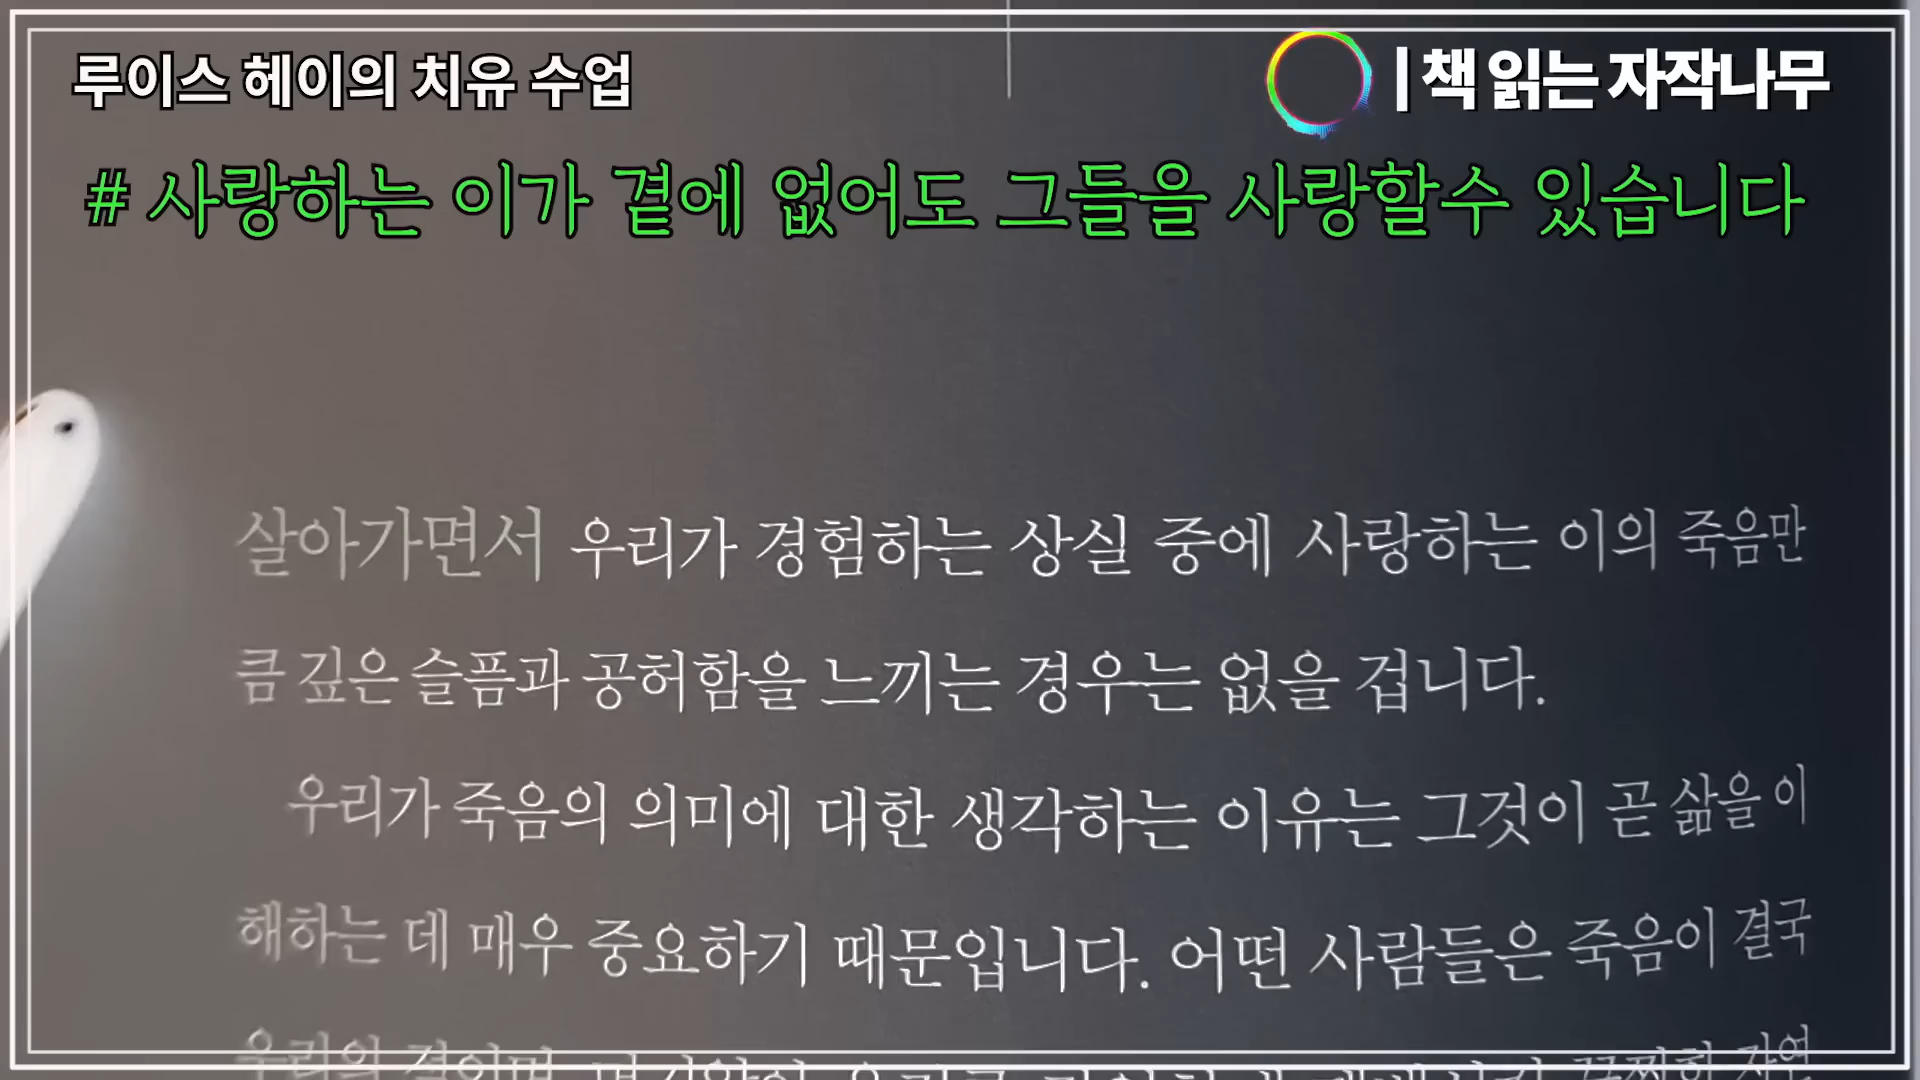 루이스 헤이의 치유 수업
| 책 읽는 자작나무
# 사랑하는 이가 곁에 없어도 그들을 사랑할수 있습니다
살아가면서 우리가 경험하는 상실 중에 사랑하는 이의 죽음만
큼 깊은 슬픔과 공허함을 느끼는 경우는 없을 겁니다.
우리가 죽음의 의미에 대한 생각하는 이유는 그것이 곧 삶을 이
해하는 데 매우 중요하기 때문입니다. 어떤 사람들은 죽음이 결국
우리의